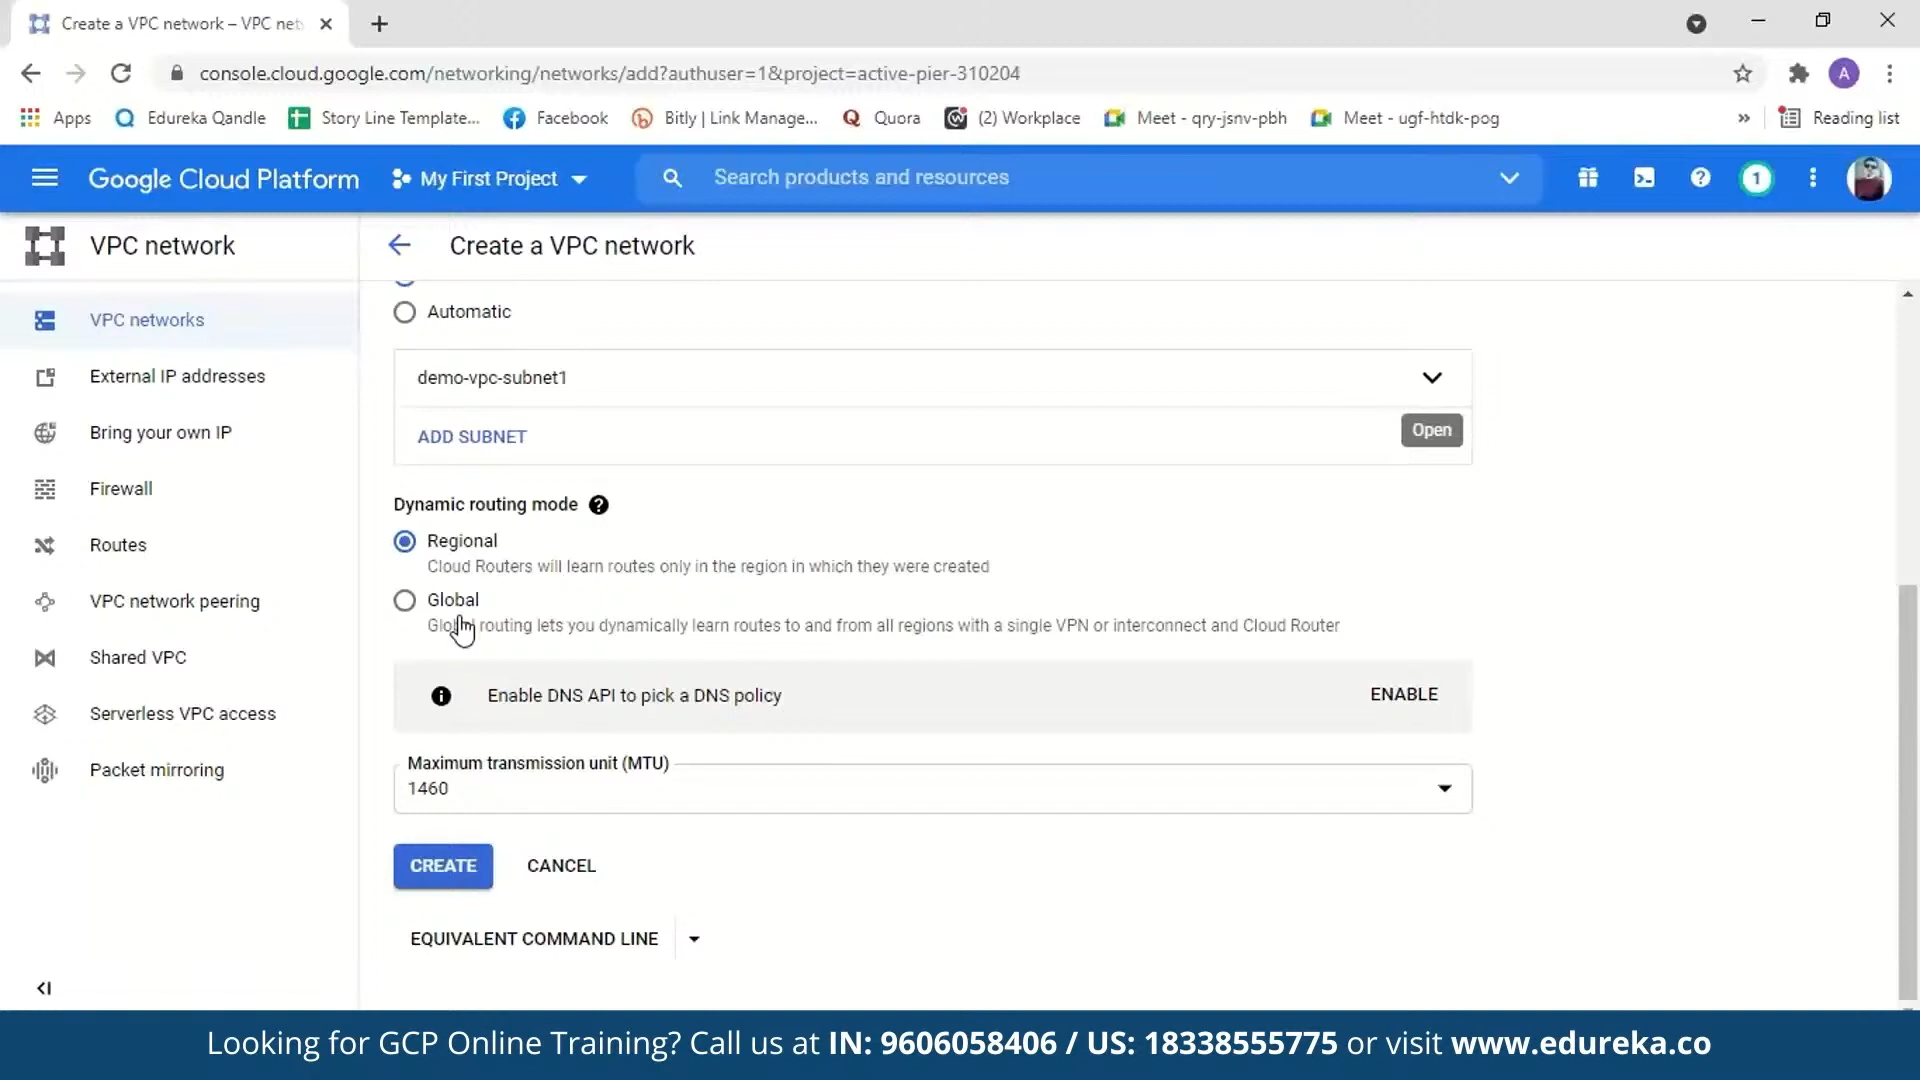 Create a VPC network – VPC net
console.cloud.google.com/networking/networks/add?authuser=1&project=active-pier-310204
A
Apps
Edureka Qandle
Story Line Template...
Facebook
Bitly | Link Manage...
Quora
(2) Workplace
Meet - qry-jsnv-pbh
Meet - ugf-htdk-pog
»
Reading list
Google Cloud Platform
My First Project
Search products and resources
1
VPC network
Create a VPC network
VPC networks
External IP addresses
Bring your own IP
Firewall
Routes
VPC network peering
Shared VPC
Serverless VPC access
Packet mirroring
Automatic
demo-vpc-subnet1
ADD SUBNET
Open
Dynamic routing mode
Regional
Cloud Routers will learn routes only in the region in which they were created
Global
Global routing lets you dynamically learn routes to and from all regions with a single VPN or interconnect and Cloud Router
Enable DNS API to pick a DNS policy
ENABLE
Maximum transmission unit (MTU)
1460
CREATE
CANCEL
EQUIVALENT COMMAND LINE
Looking for GCP Online Training? Call us at IN: 9606058406 / US: 18338555775 or visit www.edureka.co